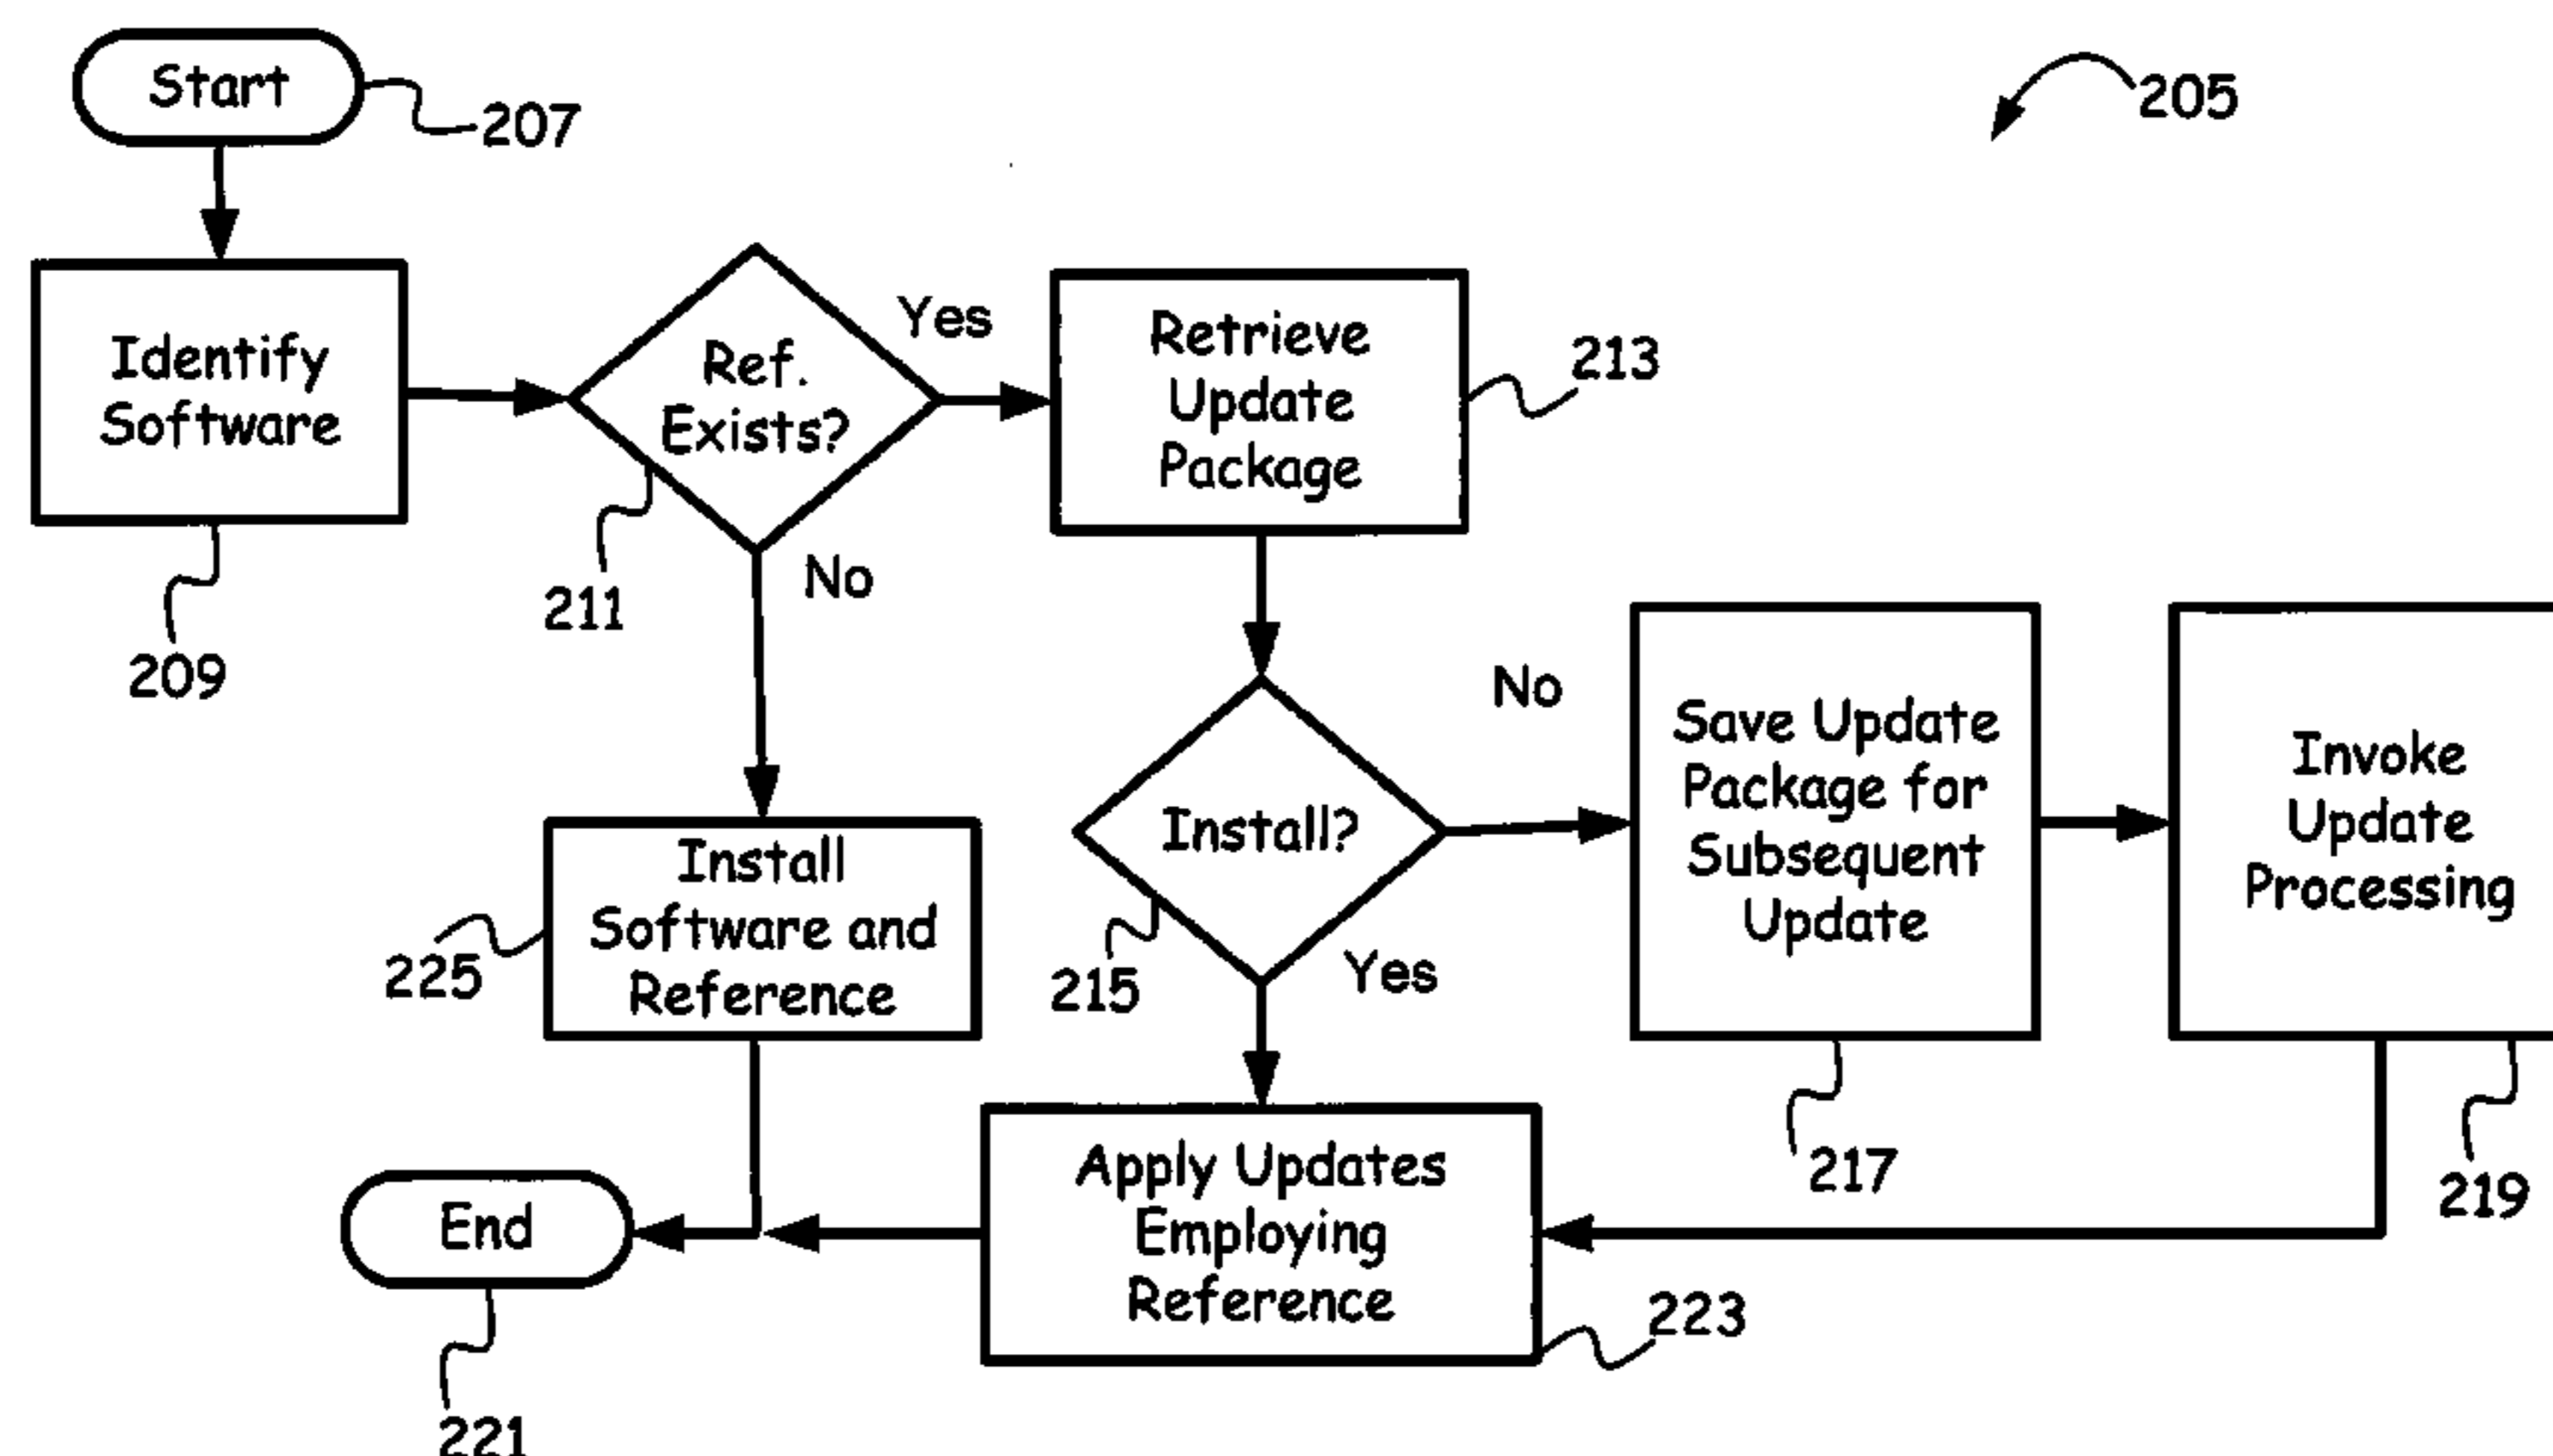 Start
207
205
Identify
Software
209
Ref.
Exists?
211
Yes
No
Retrieve
Update
Package
213
Install?
215
No
Yes
Save Update
Package for
Subsequent
Update
217
Invoke
Update
Processing
219
Install
Software and
Reference
225
Apply Updates
Employing
Reference
223
End
221